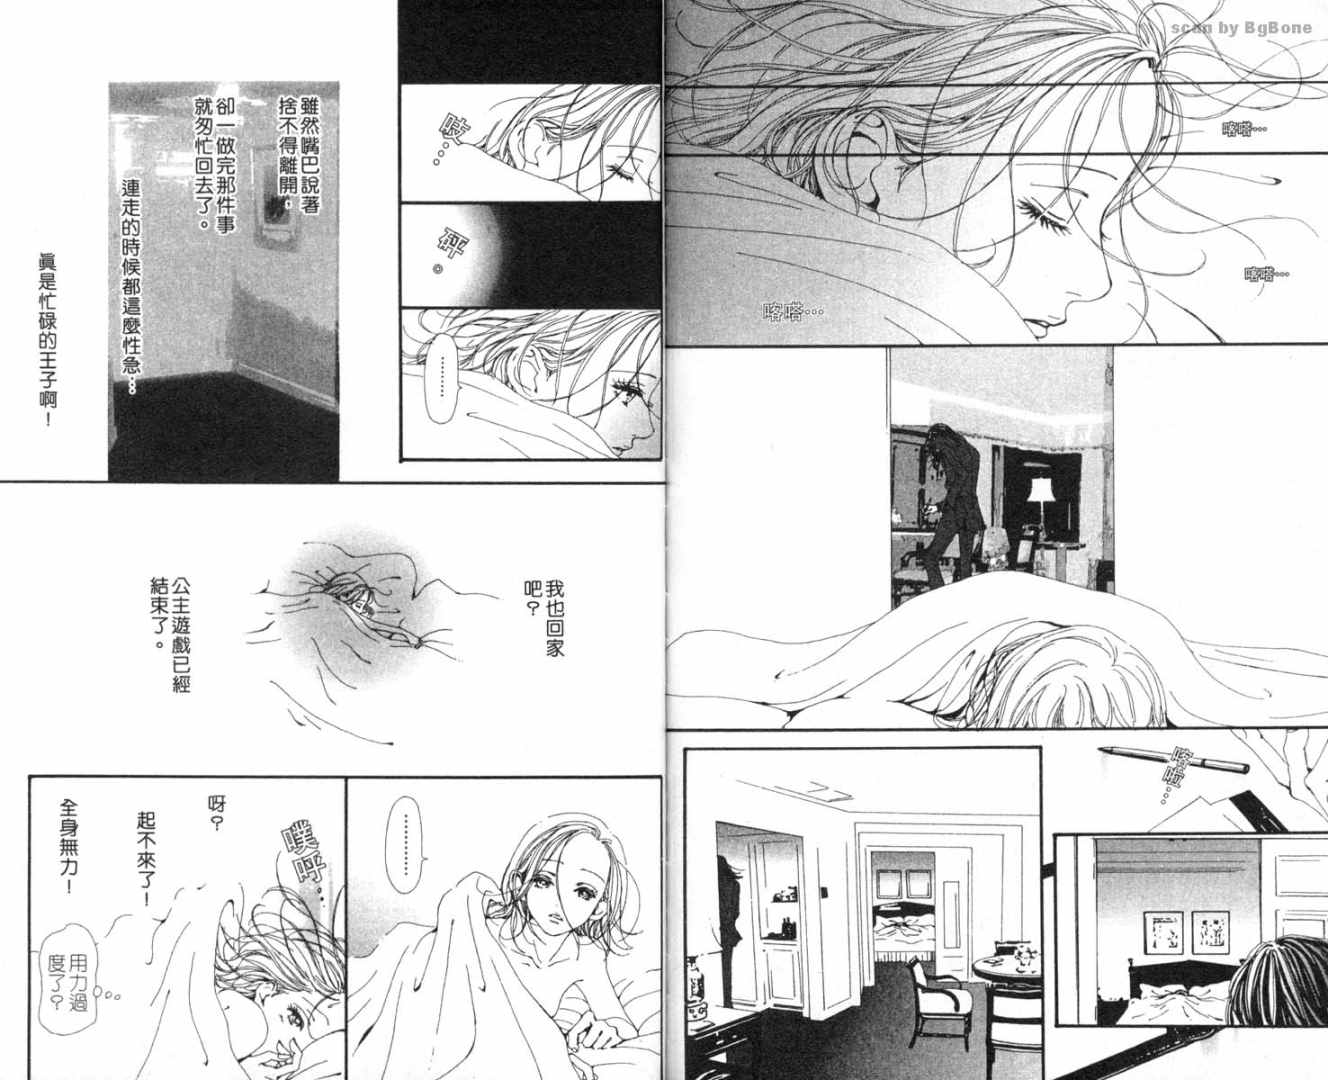 scan by BgBone
喀嗒…
喀嗒…
喀嗒…
喀啦…
吱…
砰。
………
雖然嘴巴說著
捨不得離開，
卻一做完那件事
就匆忙回去了。
連走的時候都這麼性急…
眞是忙碌的王子啊！
我也回家
吧？
公主遊戲已經
結束了。
………
噗呼…
呀？
起不來了！
全身無力！
用力過
度了？